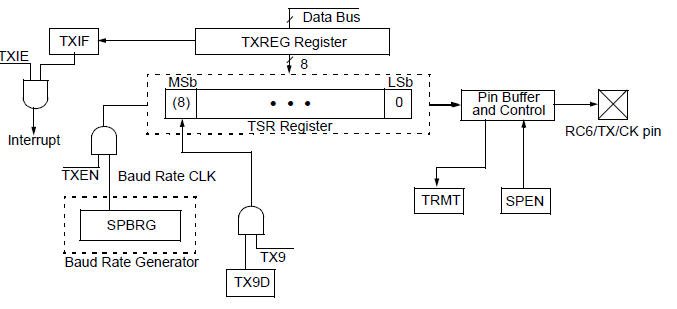 Data Bus
TXIF
TXREG Register
TXIE
8
MSb
LSb
(8)
0
Pin Buffer
and Control
TSR Register
Interrupt
RC6/TX/CK pin
TXEN
Baud Rate CLK
TRMT
SPEN
SPBRG
Baud Rate Generator
TX9
TX9D